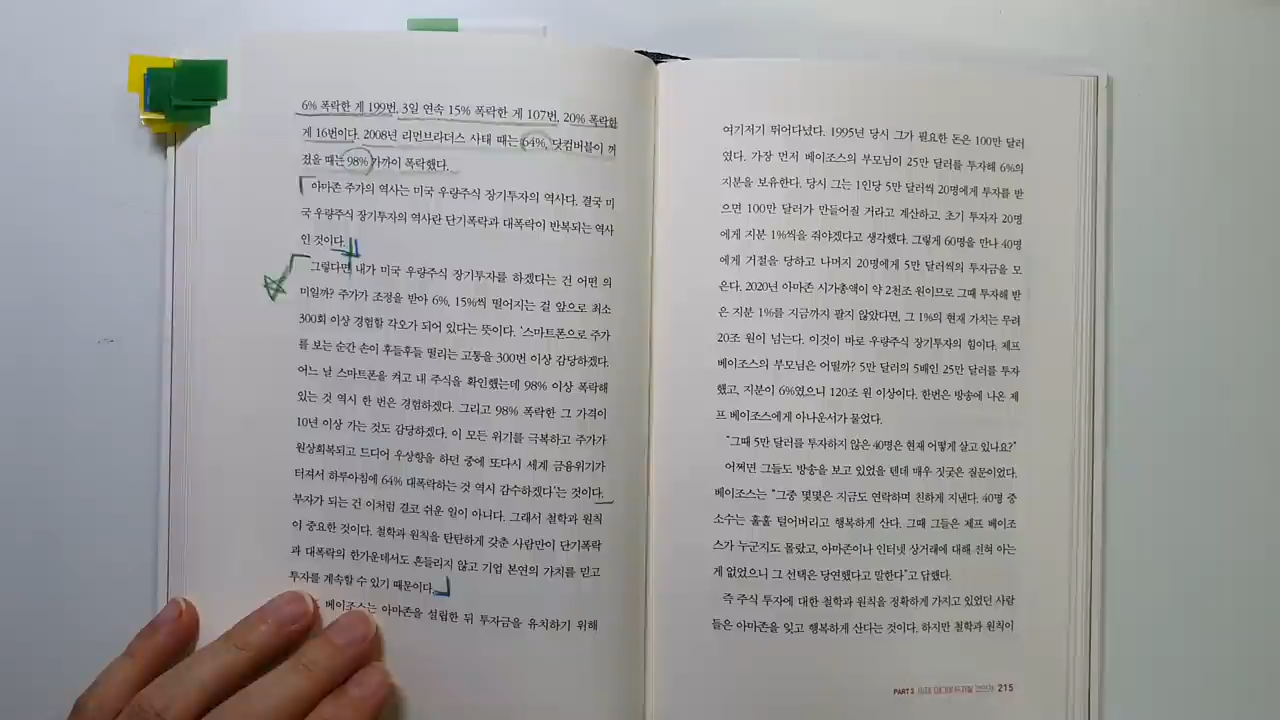 6% 폭락한 게 199번, 3일 연속 15% 폭락한 게 107번, 20% 폭락한
게 16번이다. 2008년 리먼브라더스 사태 때는 64%, 닷컴버블이 꺼
졌을 때는 98% 가까이 폭락했다.
아마존 주가의 역사는 미국 우량주식 장기투자의 역사다. 결국 미
국 우량주식 장기투자의 역사란 단기폭락과 대폭락이 반복되는 역사
인 것이다.
그렇다면 내가 미국 우량주식 장기투자를 하겠다는 건 어떤 의
미일까? 주가가 조정을 받아 6%, 15%씩 떨어지는 걸 앞으로 최소
300회 이상 경험할 각오가 되어 있다는 뜻이다. '스마트폰으로 주가
를 보는 순간 손이 후들후들 떨리는 고통을 300번 이상 감당하겠다.
어느 날 스마트폰을 켜고 내 주식을 확인했는데 98% 이상 폭락해
있는 것 역시 한 번은 경험하겠다. 그리고 98% 폭락한 그 가격이
10년 이상 가는 것도 감당하겠다. 이 모든 위기를 극복하고 주가가
원상회복되고 드디어 우상향을 하던 중에 또다시 세계 금융위기가
터져서 하루아침에 64% 대폭락하는 것 역시 감수하겠다'는 것이다.
부자가 되는 건 이처럼 결코 쉬운 일이 아니다. 그래서 철학과 원칙
이 중요한 것이다. 철학과 원칙을 탄탄하게 갖춘 사람만이 단기폭락
과 대폭락의 한가운데서도 흔들리지 않고 기업 본연의 가치를 믿고
투자를 계속할 수 있기 때문이다.
베이조스는 아마존을 설립한 뒤 투자금을 유치하기 위해
여기저기 뛰어다녔다. 1995년 당시 그가 필요한 돈은 100만 달러
였다. 가장 먼저 베이조스의 부모님이 25만 달러를 투자해 6%의
지분을 보유한다. 당시 그는 1인당 5만 달러씩 20명에게 투자를 받
으면 100만 달러가 만들어질 거라고 계산하고, 초기 투자자 20명
에게 지분 1%씩을 줘야겠다고 생각했다. 그렇게 60명을 만나 40명
에게 거절을 당하고 나머지 20명에게 5만 달러씩의 투자금을 모
은다. 2020년 아마존 시가총액이 약 2천조 원이므로 그때 투자해 받
은 지분 1%를 지금까지 팔지 않았다면, 그 1%의 현재 가치는 무려
20조 원이 넘는다. 이것이 바로 우량주식 장기투자의 힘이다. 제프
베이조스의 부모님은 어떨까? 5만 달러의 5배인 25만 달러를 투자
했고, 지분이 6%였으니 120조 원 이상이다. 한번은 방송에 나온 제
프 베이조스에게 아나운서가 물었다.
"그때 5만 달러를 투자하지 않은 40명은 현재 어떻게 살고 있나요?"
어쩌면 그들도 방송을 보고 있었을 텐데 매우 짓궂은 질문이었다.
베이조스는 "그중 몇몇은 지금도 연락하며 친하게 지낸다. 40명 중
소수는 훌훌 털어버리고 행복하게 산다. 그때 그들은 제프 베이조
스가 누군지도 몰랐고, 아마존이나 인터넷 상거래에 대해 전혀 아는
게 없었으니 그 선택은 당연했다고 말한다"고 답했다.
즉 주식 투자에 대한 철학과 원칙을 정확하게 가지고 있었던 사람
들은 아마존을 잊고 행복하게 산다는 것이다. 하지만 철학과 원칙이
PART 3 215